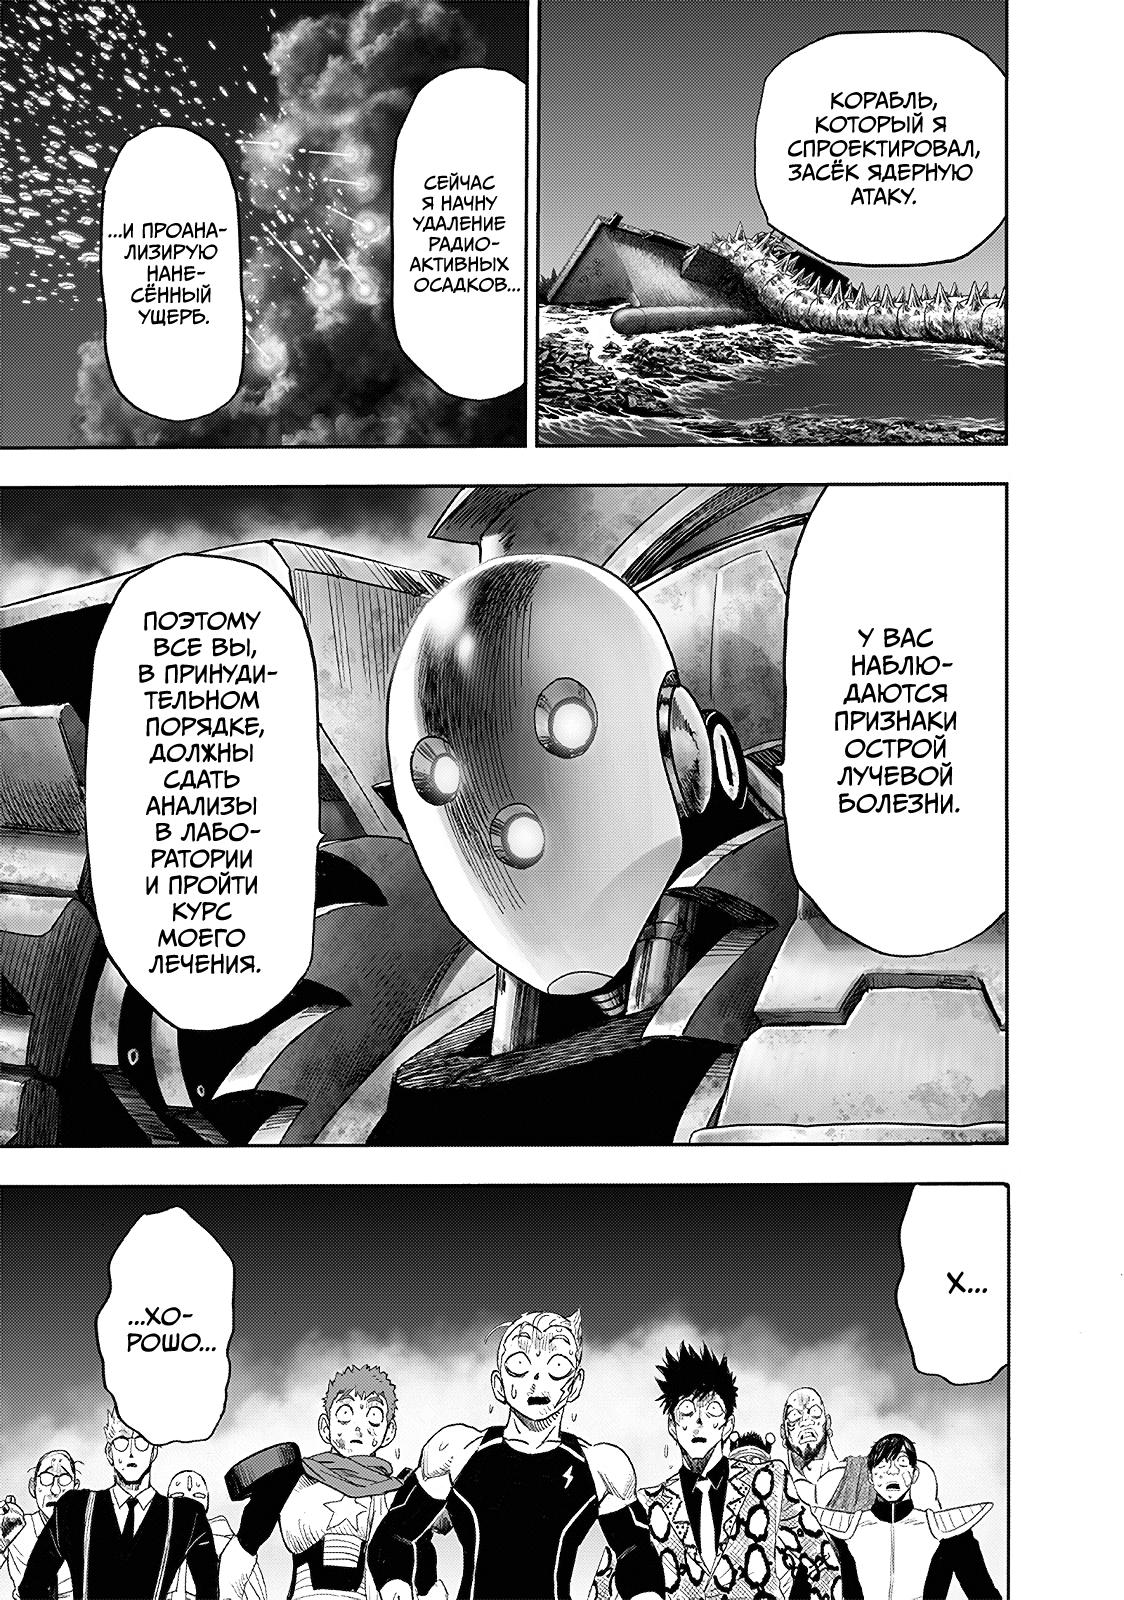 КОРАБЛЬ,
КОТОРЫЙ Я
СПРОЕКТИРОВАЛ,
ЗАСЁК ЯДЕРНУЮ
АТАКУ.
СЕЙЧАС
Я НАЧНУ
УДАЛЕНИЕ
РАДИО-
АКТИВНЫХ
ОСАДКОВ...
...И ПРОАНА-
ЛИЗИРУЮ
НАНЕ-
СЁННЫЙ
УЩЕРБ.
У ВАС
НАБЛЮ-
ДАЮТСЯ
ПРИЗНАКИ
ОСТРОЙ
ЛУЧЕВОЙ
БОЛЕЗНИ.
ПОЭТОМУ
ВСЕ ВЫ,
В ПРИНУДИ-
ТЕЛЬНОМ
ПОРЯДКЕ,
ДОЛЖНЫ
СДАТЬ
АНАЛИЗЫ
В ЛАБО-
РАТОРИИ
И ПРОЙТИ
КУРС
МОЕГО
ЛЕЧЕНИЯ.
Х...
...ХО-
РОШО...